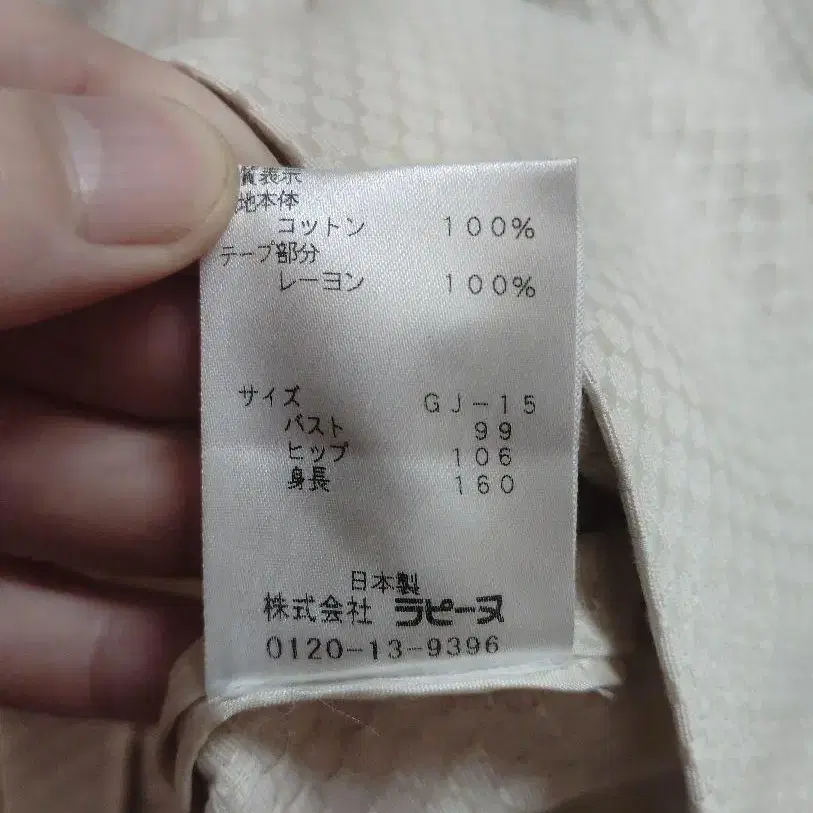 質表示
地本体
コットン 100%
テープ部分
レーヨン 100%
サイズ GJ-15
バスト 99
ヒップ 106
身長 160
日本製
株式会社 ラピーヌ
0120-13-9396